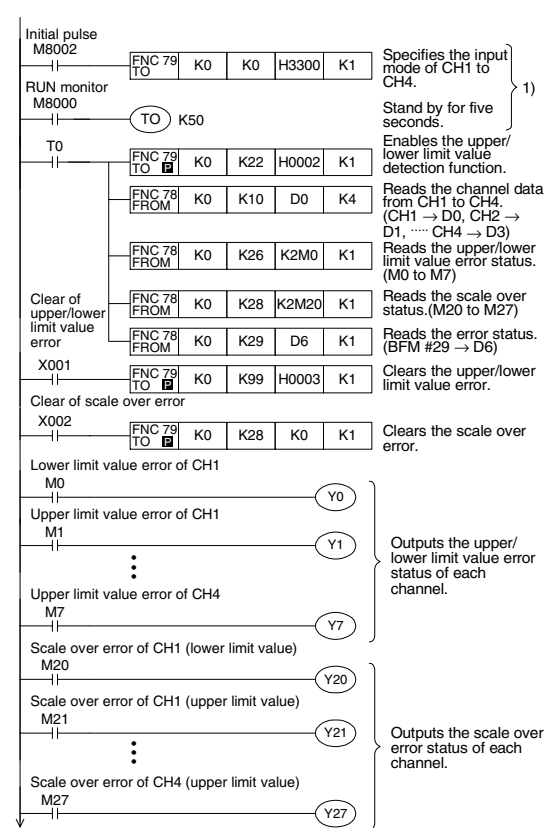 Initial pulse
M8002
FNC 79 TO K0 K0 H3300 K1
Specifies the input
mode of CH1 to
CH4.
1)
RUN monitor
M8000
TO K50
Stand by for five
seconds.
T0
FNC 79 TO P K0 K22 H0002 K1
Enables the upper/
lower limit value
detection function.
FNC 78 FROM K0 K10 D0 K4
Reads the channel data
from CH1 to CH4.
(CH1 → D0, CH2 →
D1, ····· CH4 → D3)
FNC 78 FROM K0 K26 K2M0 K1
Reads the upper/lower
limit value error status.
(M0 to M7)
FNC 78 FROM K0 K28 K2M20 K1
Reads the scale over
status.(M20 to M27)
FNC 78 FROM K0 K29 D6 K1
Reads the error status.
(BFM #29 → D6)
Clear of
upper/lower
limit value
error
X001
FNC 79 TO P K0 K99 H0003 K1
Clears the upper/lower
limit value error.
Clear of scale over error
X002
FNC 79 TO P K0 K28 K0 K1
Clears the scale over
error.
Lower limit value error of CH1
M0
Y0
Upper limit value error of CH1
M1
Y1
Outputs the upper/
lower limit value error
status of each
channel.
Upper limit value error of CH4
M7
Y7
Scale over error of CH1 (lower limit value)
M20
Y20
Scale over error of CH1 (upper limit value)
M21
Y21
Outputs the scale over
error status of each
channel.
Scale over error of CH4 (upper limit value)
M27
Y27